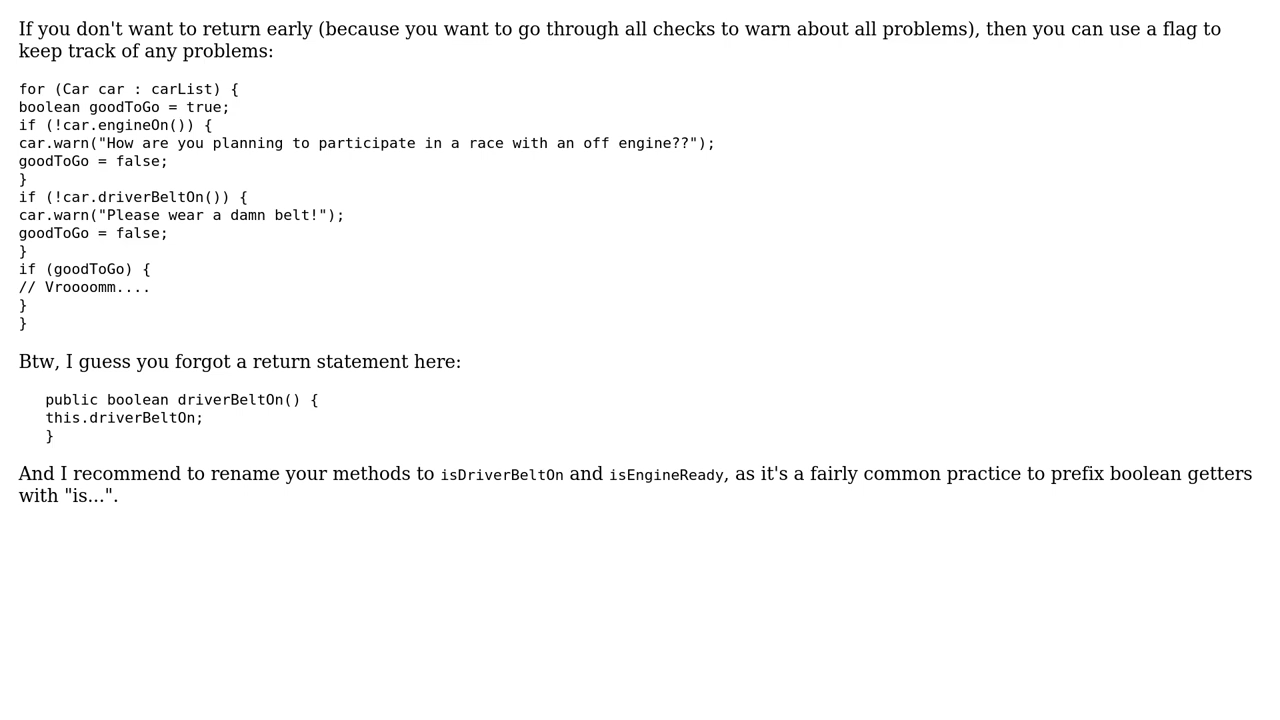 If you don't want to return early (because you want to go through all checks to warn about all problems), then you can use a flag to
keep track of any problems:
for (Car car : carList) {
boolean goodToGo = true;
if (!car.engineOn()) {
car.warn("How are you planning to participate in a race with an off engine??");
goodToGo = false;
}
if (!car.driverBeltOn()) {
car.warn("Please wear a damn belt!");
goodToGo = false;
}
if (goodToGo) {
// Vroooomm....
}
}
Btw, I guess you forgot a return statement here:
public boolean driverBeltOn() {
this.driverBeltOn;
}
And I recommend to rename your methods to isDriverBeltOn and isEngineReady, as it's a fairly common practice to prefix boolean getters
with "is...".